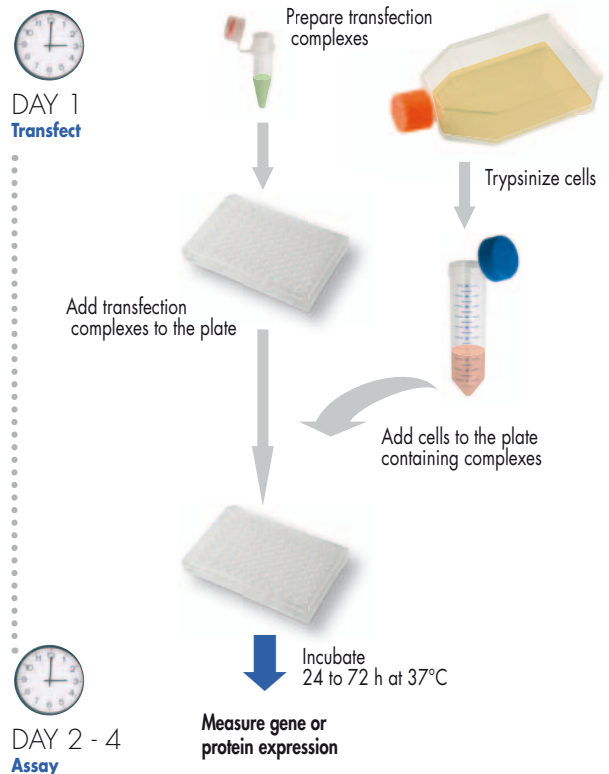 Prepare transfection
complexes
DAY 1
Transfect
Trypsinize cells
Add transfection
complexes to the plate
Add cells to the plate
containing complexes
Incubate
24 to 72 h at 37°C
DAY 2 - 4
Assay
Measure gene or
protein expression